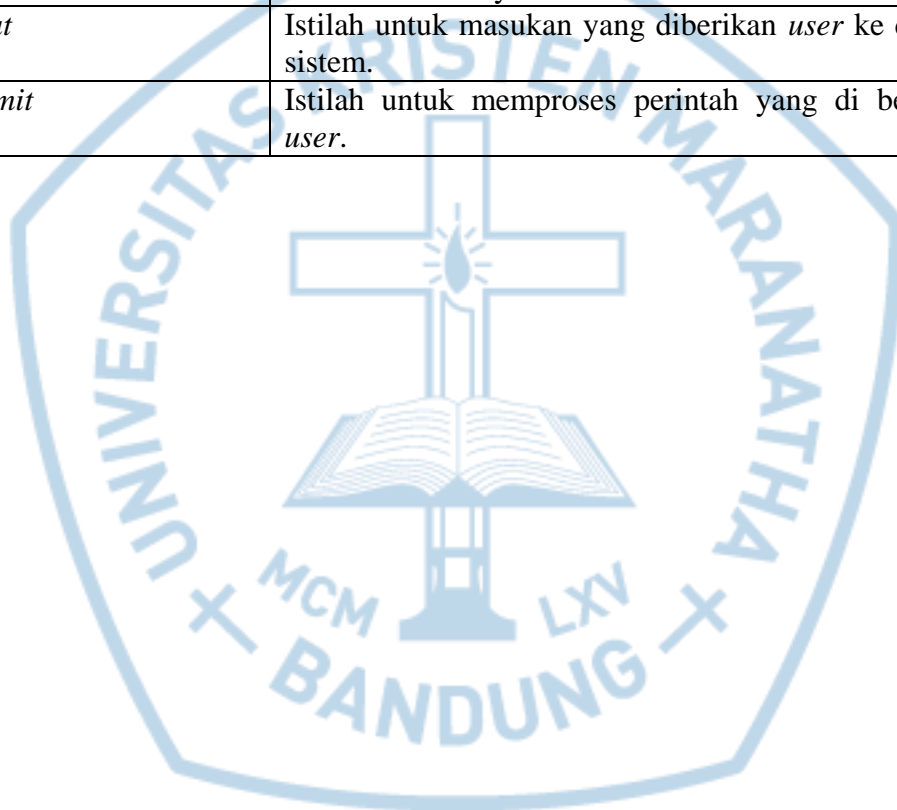 Istilah untuk masukan yang diberikan user ke
sistem.
Istilah untuk memproses perintah yang di
user.
UNIVERSITAS KRISTEN MARANATHA
MCM LXV
BANDUNG